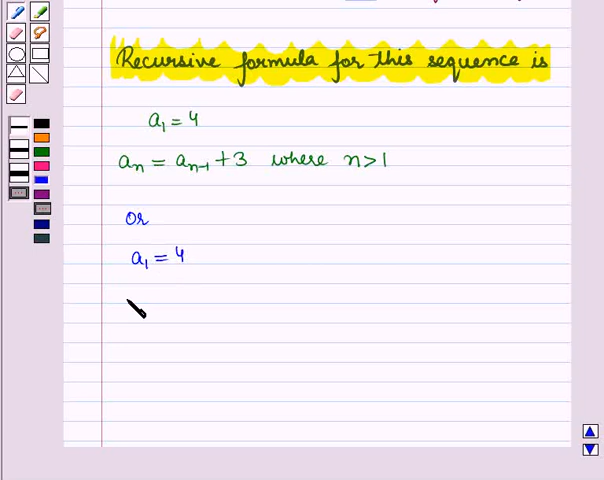 Recursive formula for this sequence is
a₁ = 4
aₙ = aₙ₋₁ + 3 where n > 1
or
a₁ = 4